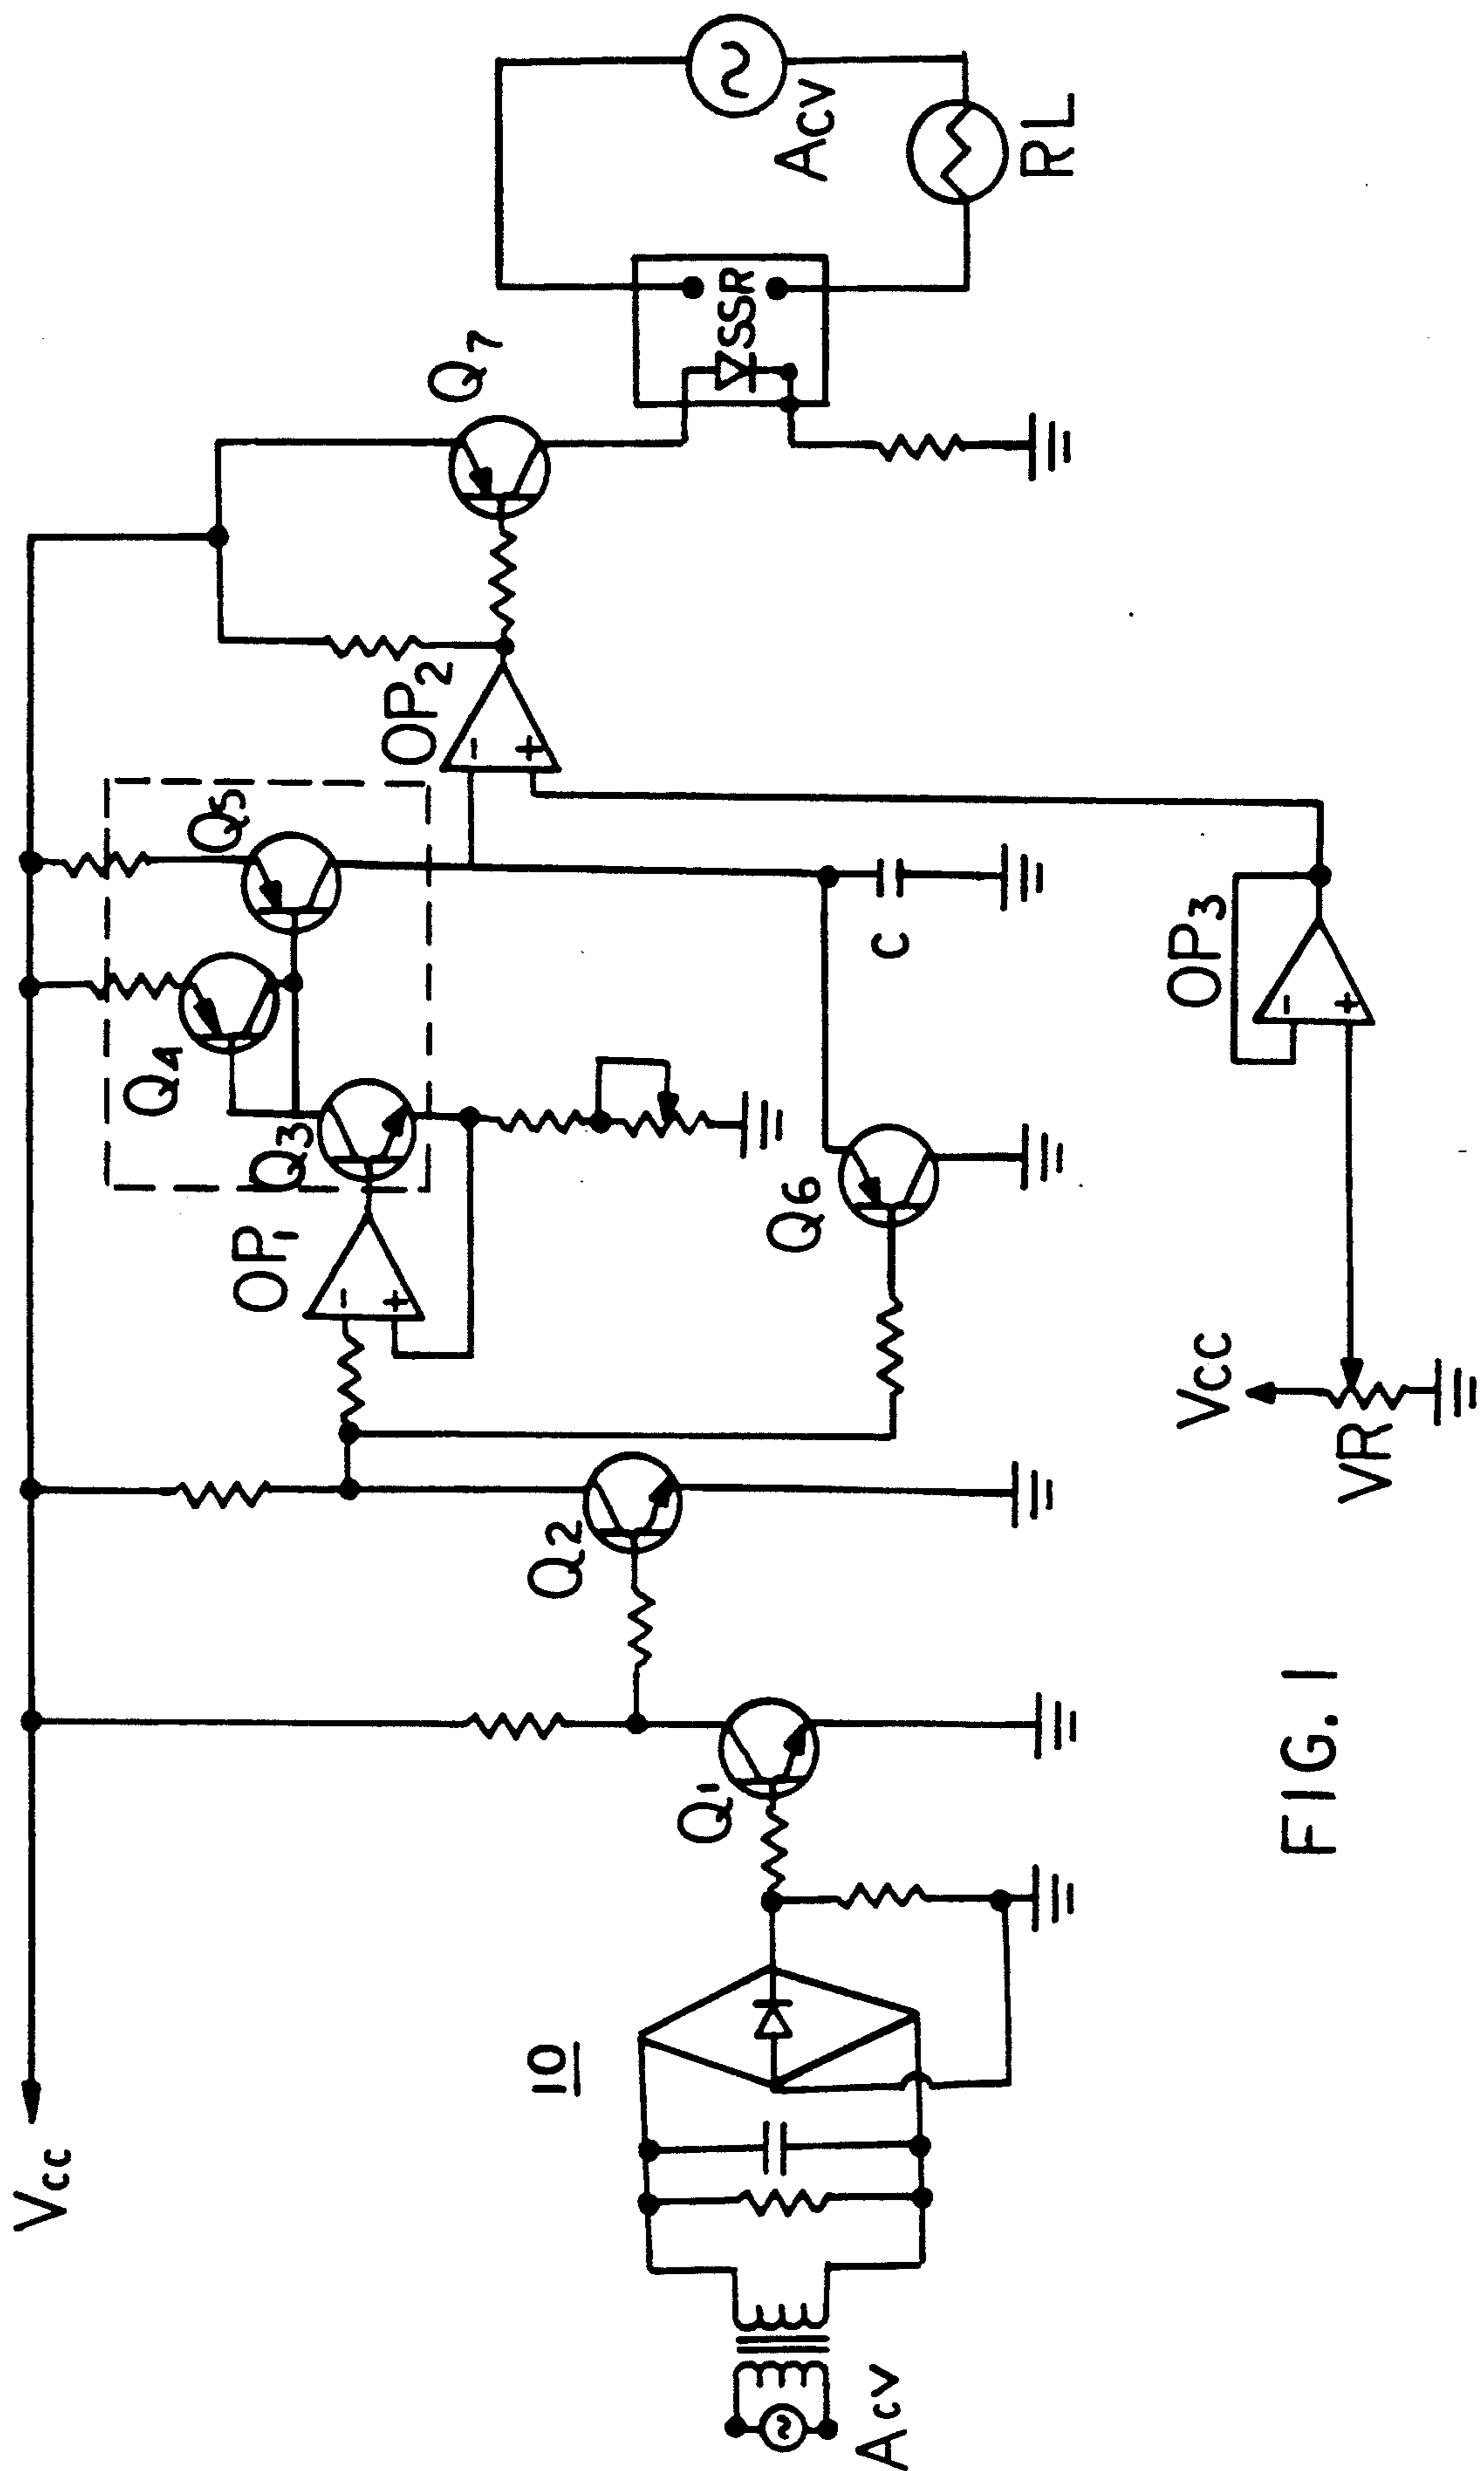 Vcc
Acv
10
Q1
Q2
OP1
Q3
Q4
Q5
Q6
C
OP2
Q7
SSR
Acv
RL
Vcc
VR
OP3
- +
- +
- +
FIG. 1